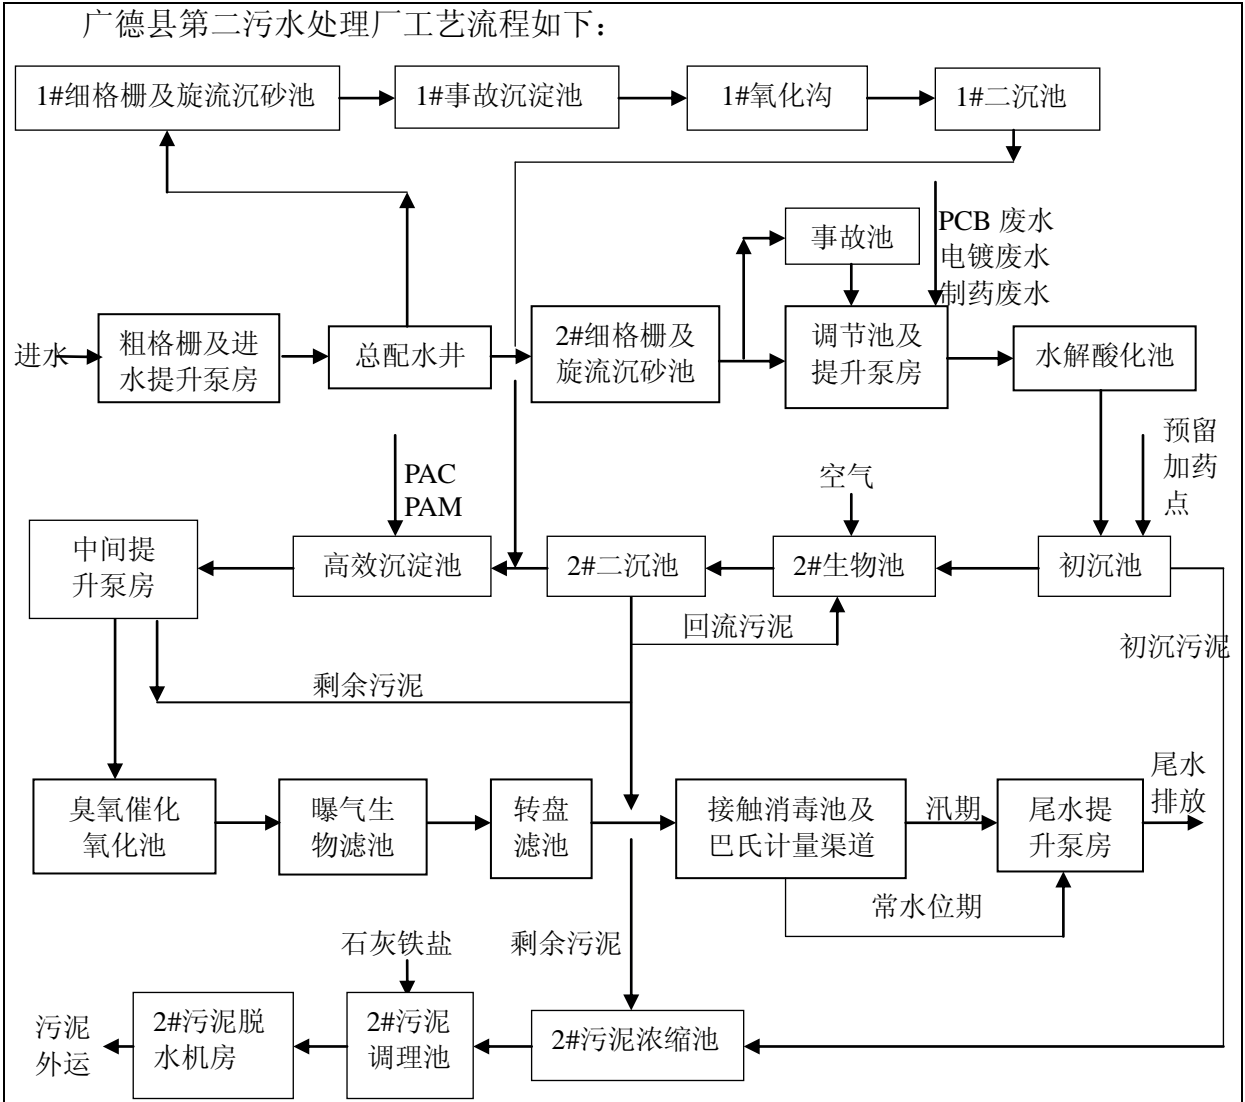 广德县第二污水处理厂工艺流程如下：
1#细格栅及旋流沉砂池
1#事故沉淀池
1#氧化沟
1#二沉池
PCB 废水
电镀废水
制药废水
事故池
进水
粗格栅及进
水提升泵房
总配水井
2#细格栅及
旋流沉砂池
调节池及
提升泵房
水解酸化池
预留
加药
点
PAC
PAM
空气
中间提
升泵房
高效沉淀池
2#二沉池
2#生物池
初沉池
回流污泥
初沉污泥
剩余污泥
臭氧催化
氧化池
曝气生
物滤池
转盘
滤池
接触消毒池及
巴氏计量渠道
汛期
尾水提
升泵房
尾水
排放
常水位期
石灰铁盐
剩余污泥
污泥
外运
2#污泥脱
水机房
2#污泥
调理池
2#污泥浓缩池